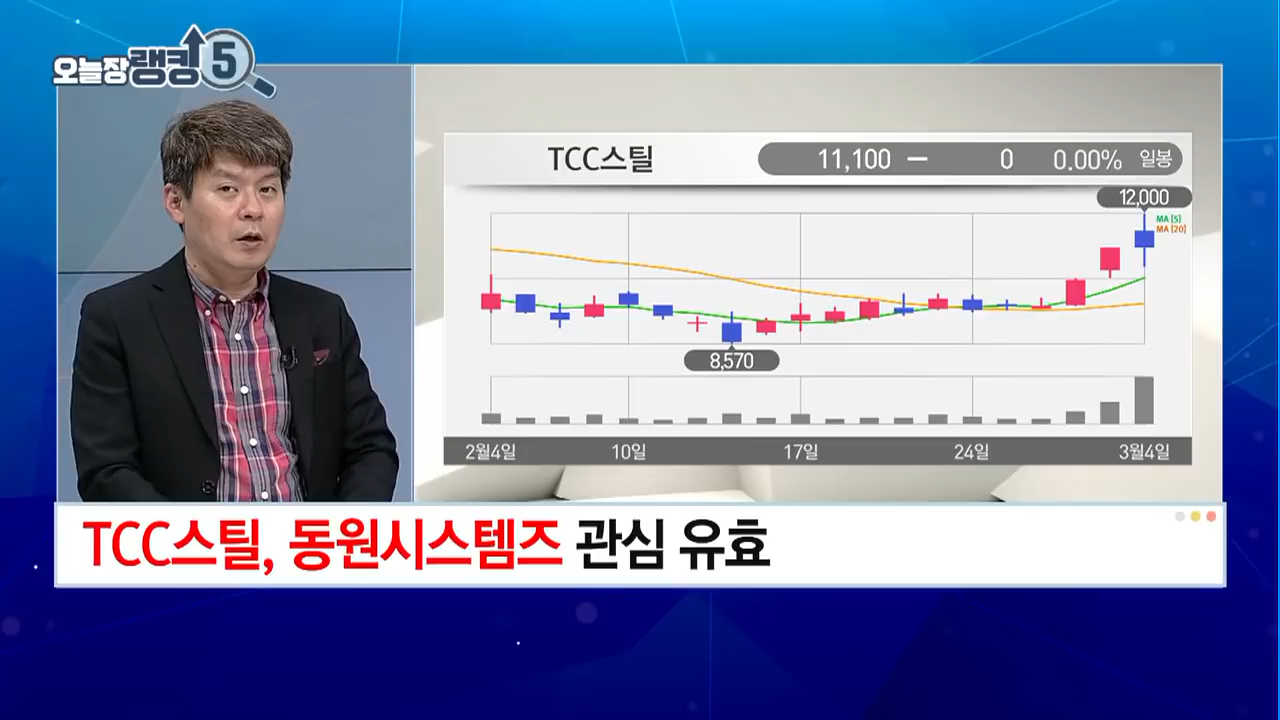 오늘장랭킹5
TCC스틸 11,100 — 0 0.00% 일봉
12,000
MA [5]
MA [20]
8,570
2월4일 10일 17일 24일 3월4일
TCC스틸, 동원시스템즈 관심 유효